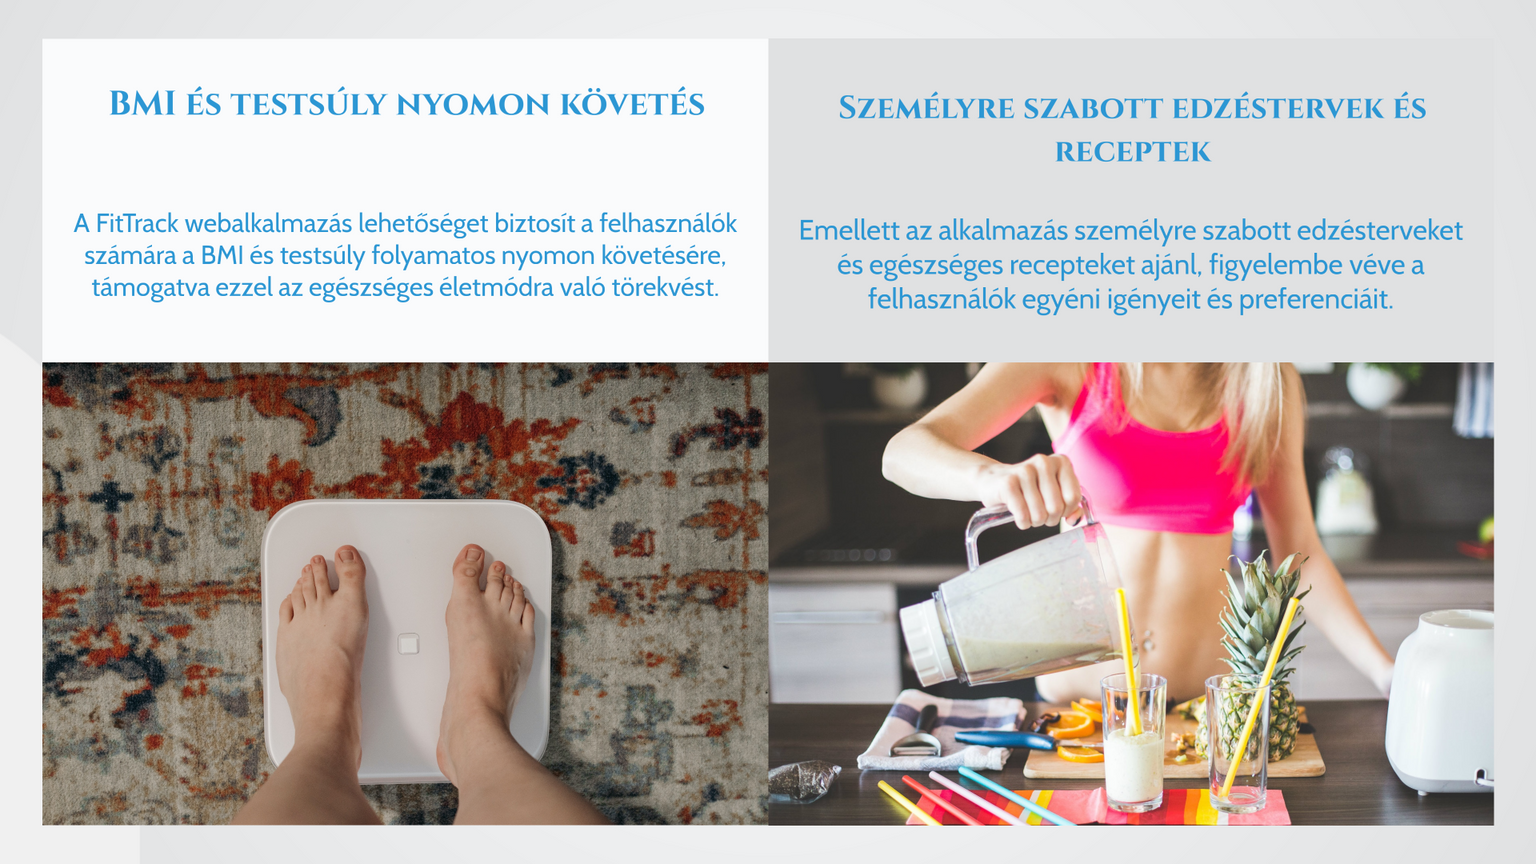 BMI és testsúly nyomon követés
A FitTrack webalkalmazás lehetőséget biztosít a felhasználók
számára a BMI és testsúly folyamatos nyomon követésére,
támogatva ezzel az egészséges életmódra való törekvést.
Személyre szabott edzéstervek és
receptek
Emellett az alkalmazás személyre szabott edzésterveket
és egészséges recepteket ajánl, figyelembe véve a
felhasználók egyéni igényeit és preferenciáit.